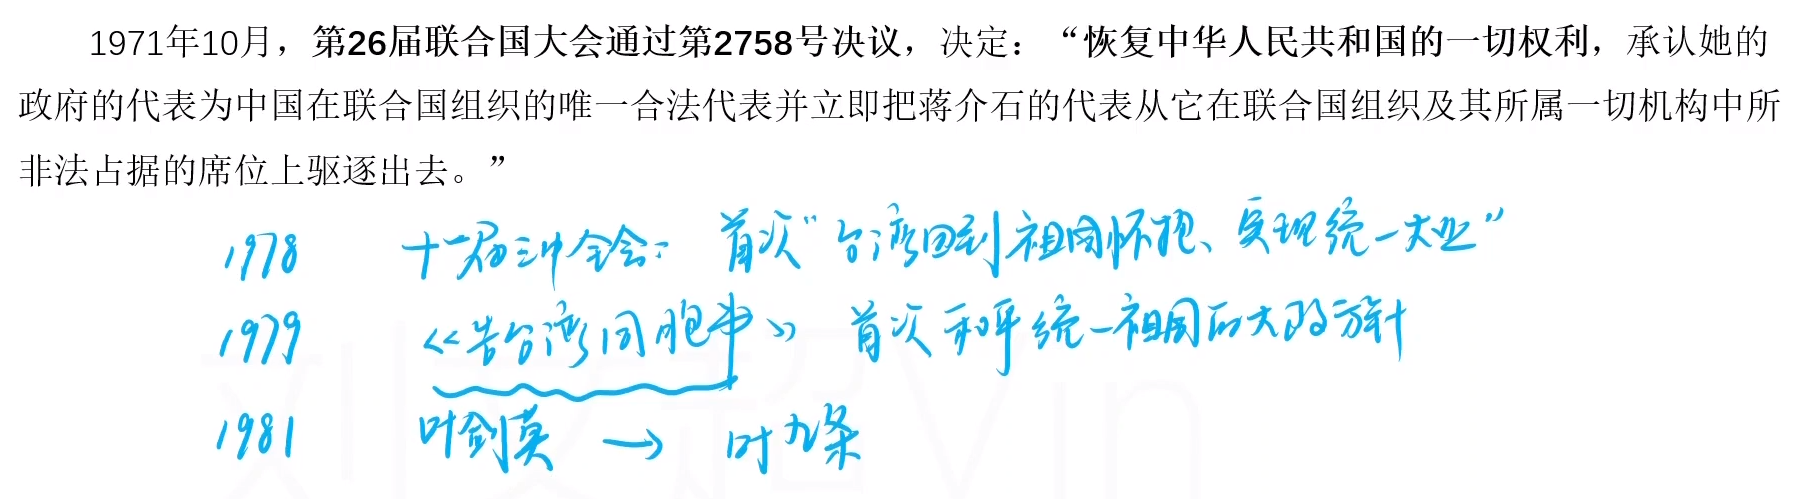 1971年10月，第26届联合国大会通过第2758号决议，决定：“恢复中华人民共和国的一切权利，承认她的
政府的代表为中国在联合国组织的唯一合法代表并立即把蒋介石的代表从它在联合国组织及其所属一切机构中所
非法占据的席位上驱逐出去。”
1978 十一届三中全会：首次“台湾回到祖国怀抱、实现统一大业”
1979 《告台湾同胞书》 首次和平统一祖国的大政方针
1981 叶剑英 → 叶九条